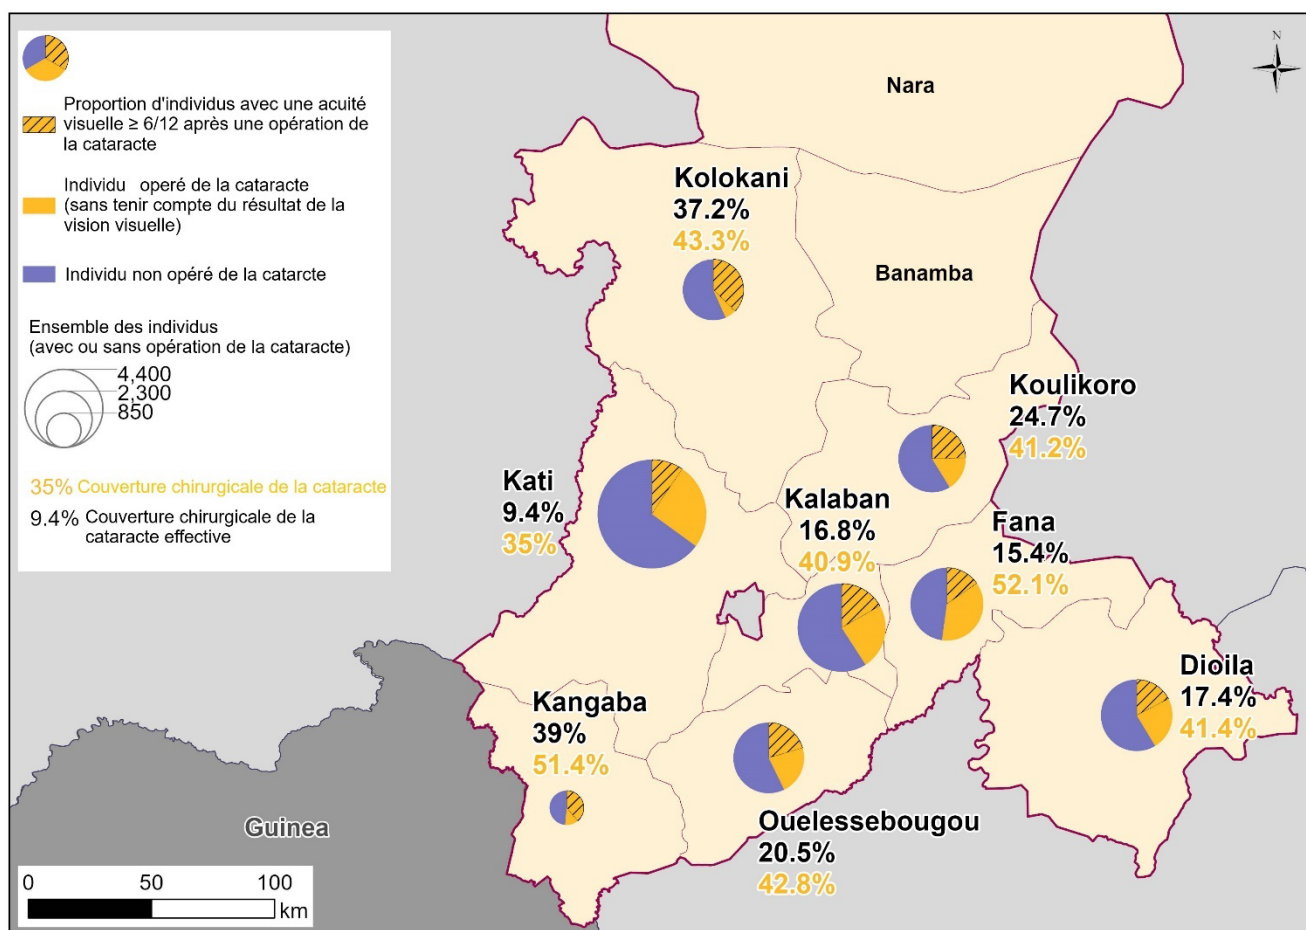 Proportion d'individus avec une acuité
visuelle ≥ 6/12 après une opération de
la cataracte
Individu operé de la cataracte
(sans tenir compte du résultat de la
vision visuelle)
Individu non opéré de la catarcte
Ensemble des individus
(avec ou sans opération de la cataracte)
4,400
2,300
850
35% Couverture chirurgicale de la cataracte
9.4% Couverture chirurgicale de la
cataracte effective
N
Nara
Kolokani
37.2%
43.3%
Banamba
Koulikoro
24.7%
41.2%
Kati
9.4%
35%
Kalaban
16.8%
40.9%
Fana
15.4%
52.1%
Dioila
17.4%
41.4%
Kangaba
39%
51.4%
Ouelessebougou
20.5%
42.8%
Guinea
0 50 100
km